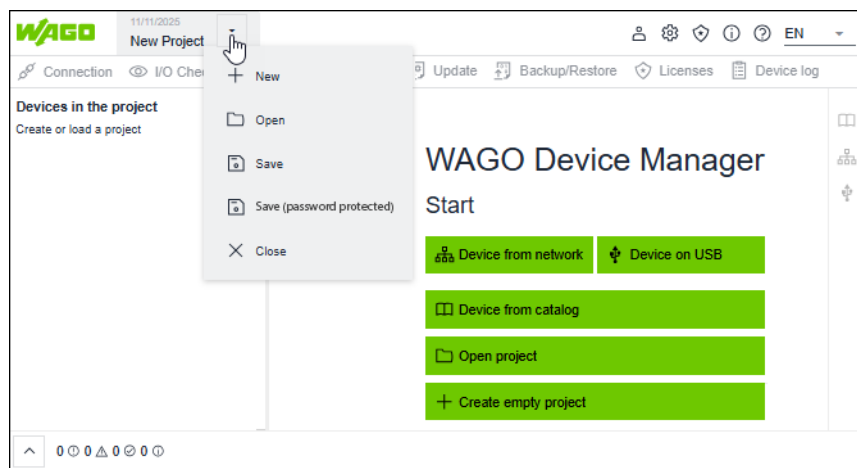 WAGO
11/11/2025
New Project
EN
Connection
I/O Che
Update
Backup/Restore
Licenses
Device log
New
Open
Save
Save (password protected)
Close
Devices in the project
Create or load a project
WAGO Device Manager
Start
Device from network
Device on USB
Device from catalog
Open project
Create empty project
0 0 0 0